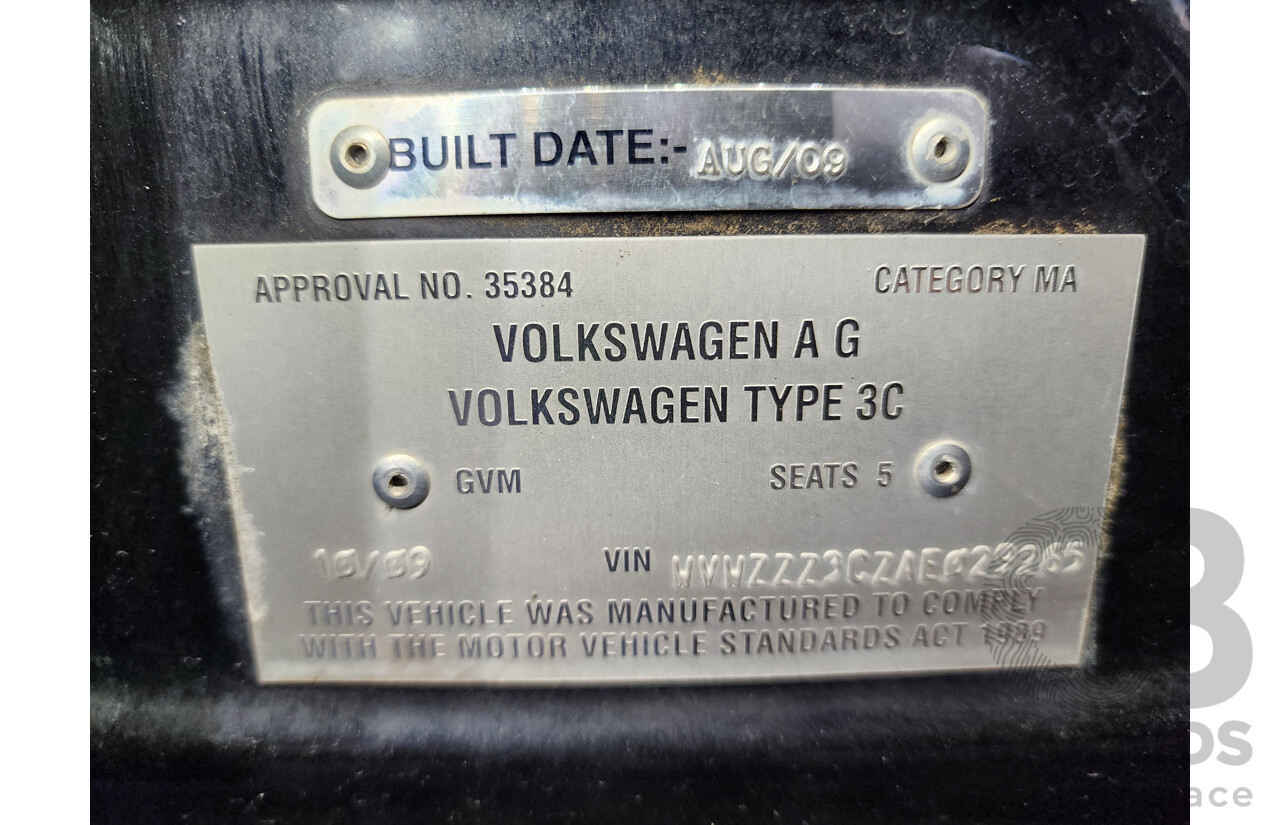 BUILT DATE:- AUG/09
APPROVAL NO. 35384 CATEGORY MA
VOLKSWAGEN A G
VOLKSWAGEN TYPE 3C
GVM SEATS 5
10/09 VIN WVWZZZ3CZAE029265
THIS VEHICLE WAS MANUFACTURED TO COMPLY
WITH THE MOTOR VEHICLE STANDARDS ACT 1989